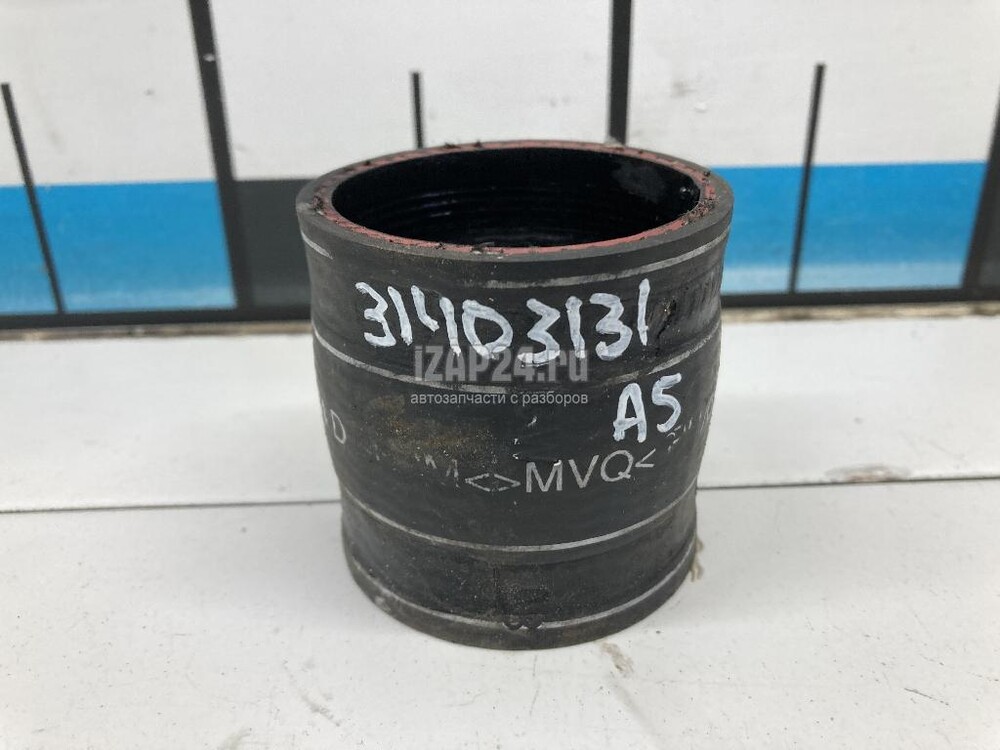 31403131
iZAP24.ru
автозапчасти с разборов
A5
D
M<>MVQ<